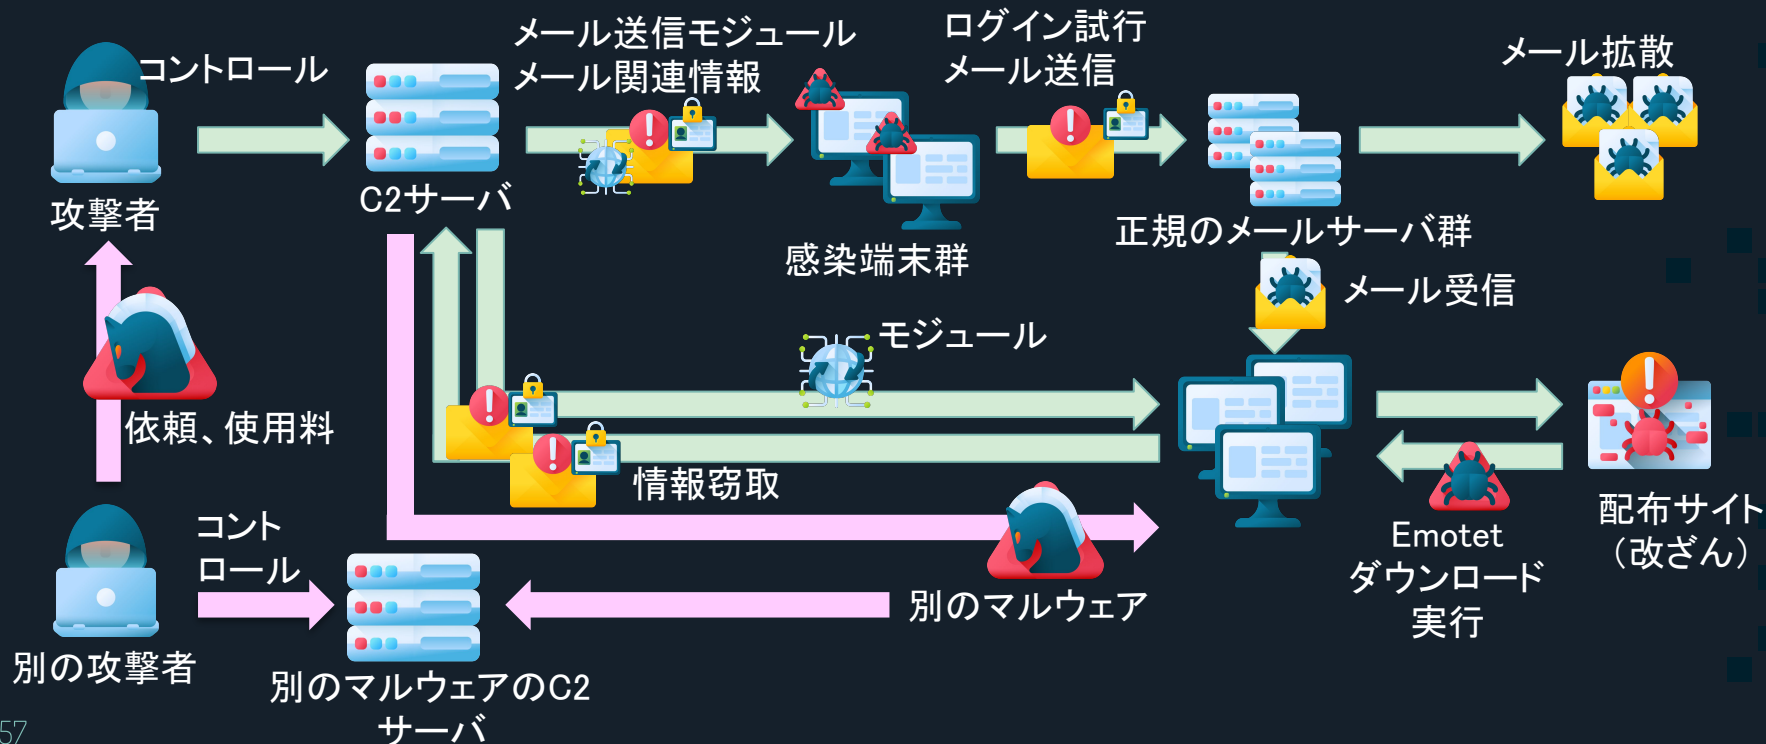 コントロール
メール送信モジュール
メール関連情報
ログイン試行
メール送信
メール拡散
攻撃者
C2サーバ
感染端末群
正規のメールサーバ群
メール受信
モジュール
依頼、使用料
情報窃取
Emotet
ダウンロード
実行
配布サイト
(改ざん)
コント
ロール
別のマルウェア
別の攻撃者
別のマルウェアのC2
サーバ
57